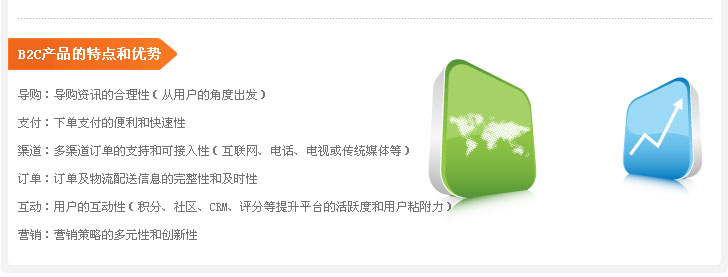 B2C产品的特点和优势
导购：导购资讯的合理性（从用户的角度出发）
支付：下单支付的便利和快速性
渠道：多渠道订单的支持和可接入性（互联网、电话、电视或传统媒体等）
订单：订单及物流配送信息的完整性和及时性
互动：用户的互动性（积分、社区、CRM、评分等提升平台的活跃度和用户粘附力）
营销：营销策略的多元性和创新性